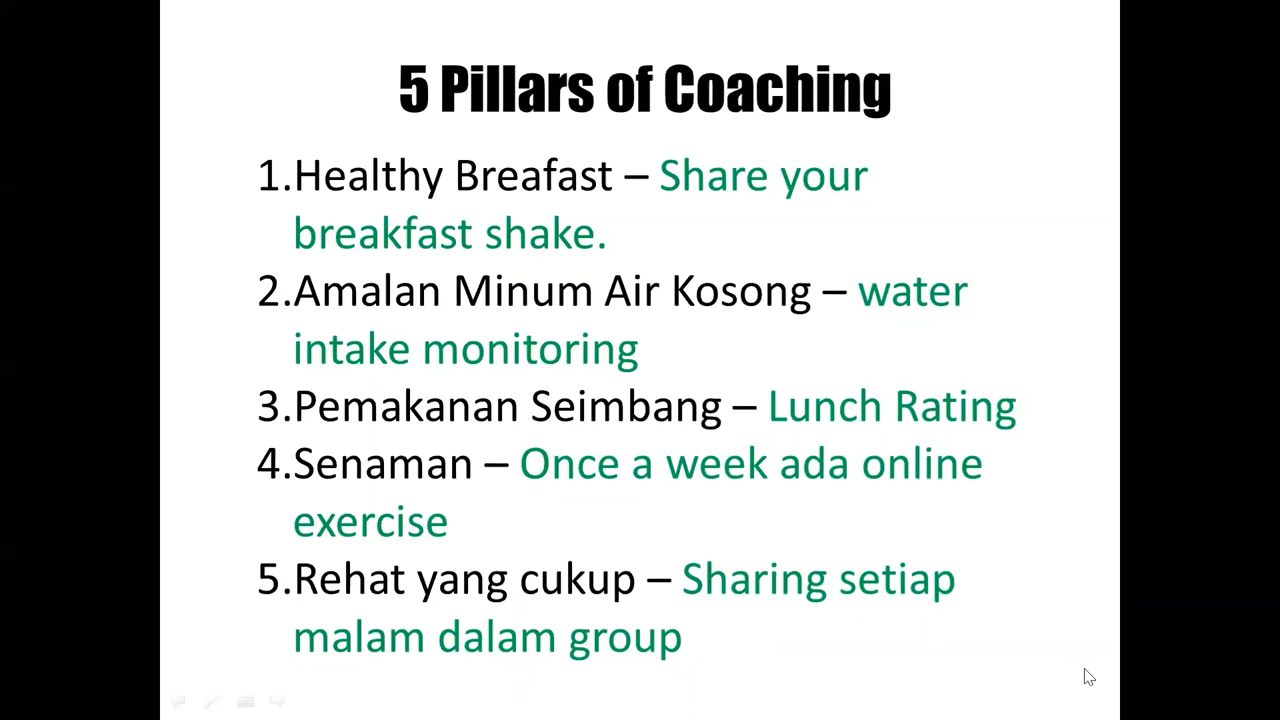 5 Pillars of Coaching
1.Healthy Breafast – Share your
breakfast shake.
2.Amalan Minum Air Kosong – water
intake monitoring
3.Pemakanan Seimbang – Lunch Rating
4.Senaman – Once a week ada online
exercise
5.Rehat yang cukup – Sharing setiap
malam dalam group